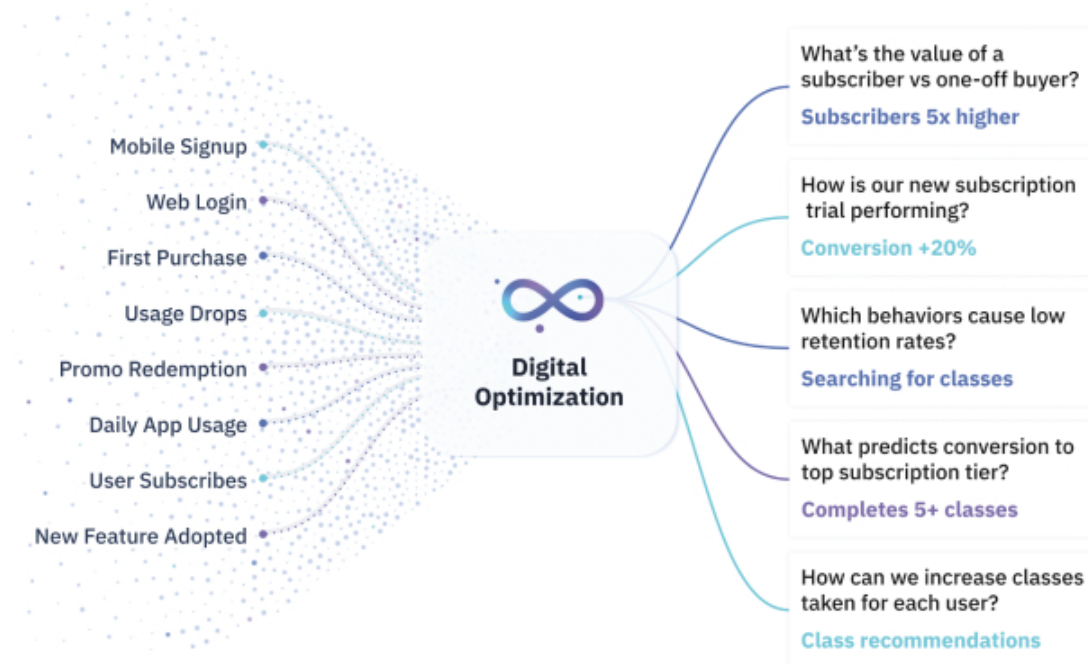 Mobile Signup
Web Login
First Purchase
Usage Drops
Promo Redemption
Daily App Usage
User Subscribes
New Feature Adopted
Digital
Optimization
What's the value of a
subscriber vs one-off buyer?
Subscribers 5x higher
How is our new subscription
trial performing?
Conversion +20%
Which behaviors cause low
retention rates?
Searching for classes
What predicts conversion to
top subscription tier?
Completes 5+ classes
How can we increase classes
taken for each user?
Class recommendations